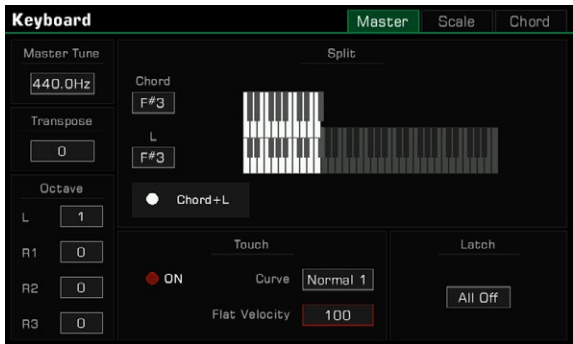 Keyboard
Master Scale Chord
Master Tune
440.0Hz
Transpose
0
Octave
L 1
R1 0
R2 0
R3 0
Split
Chord
F#3
L
F#3
Chord+L
Touch
ON
Curve Normal 1
Flat Velocity 100
Latch
All Off